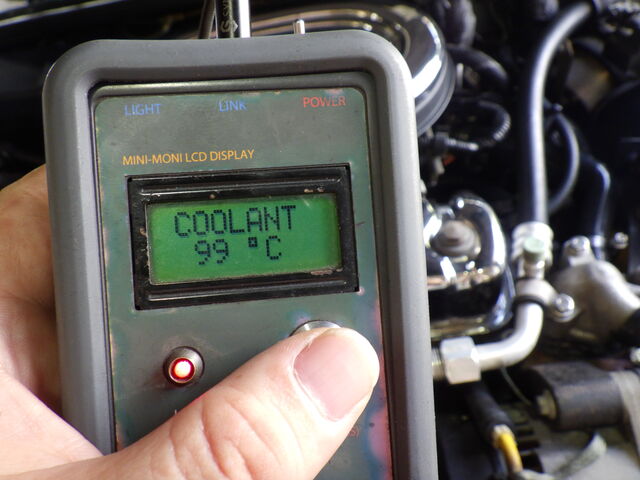 LIGHT LINK POWER
MINI-MONI LCD DISPLAY
COOLANT
99 °C